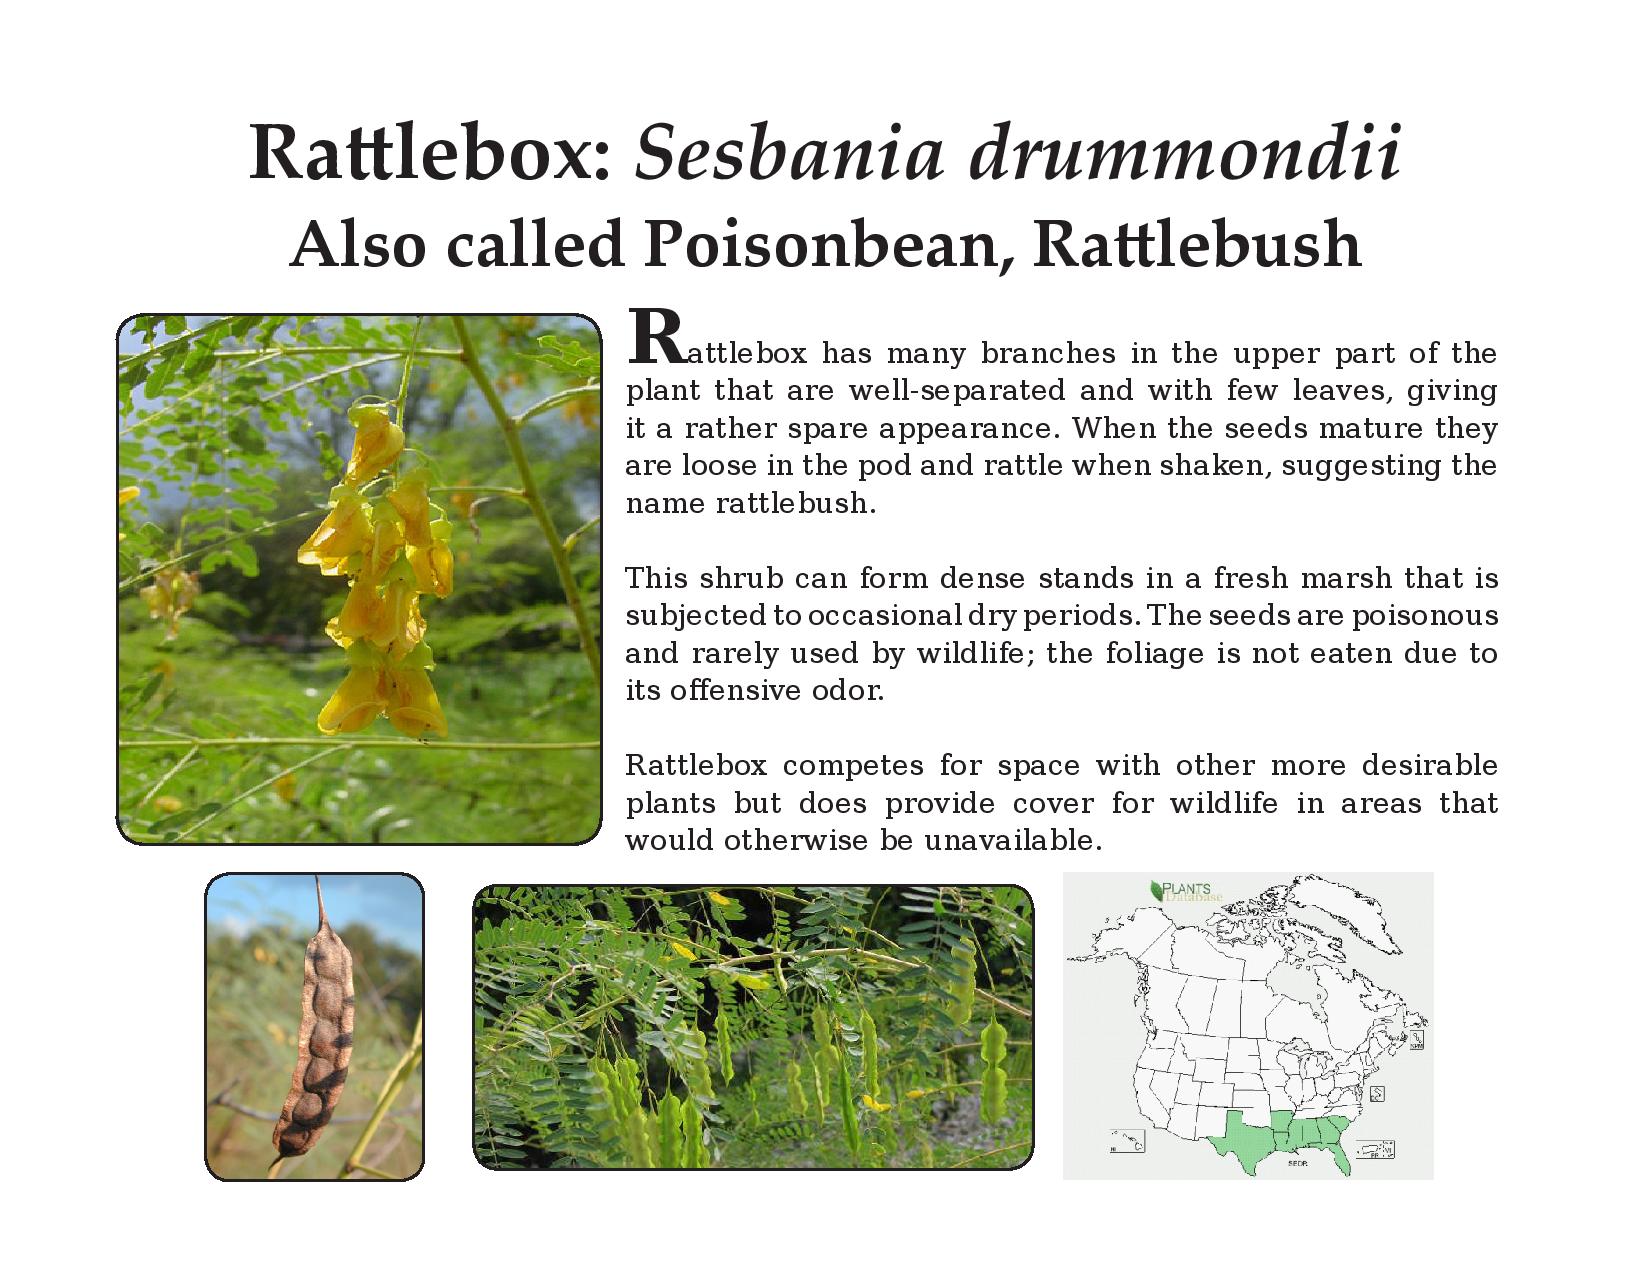 Rattlebox: Sesbania drummondii
Also called Poisonbean, Rattlebush
Rattlebox has many branches in the upper part of the
plant that are well-separated and with few leaves, giving
it a rather spare appearance. When the seeds mature they
are loose in the pod and rattle when shaken, suggesting the
name rattlebush.
This shrub can form dense stands in a fresh marsh that is
subjected to occasional dry periods. The seeds are poisonous
and rarely used by wildlife; the foliage is not eaten due to
its offensive odor.
Rattlebox competes for space with other more desirable
plants but does provide cover for wildlife in areas that
would otherwise be unavailable.
PLANTS
Database
HI
SEDR
PR
VI